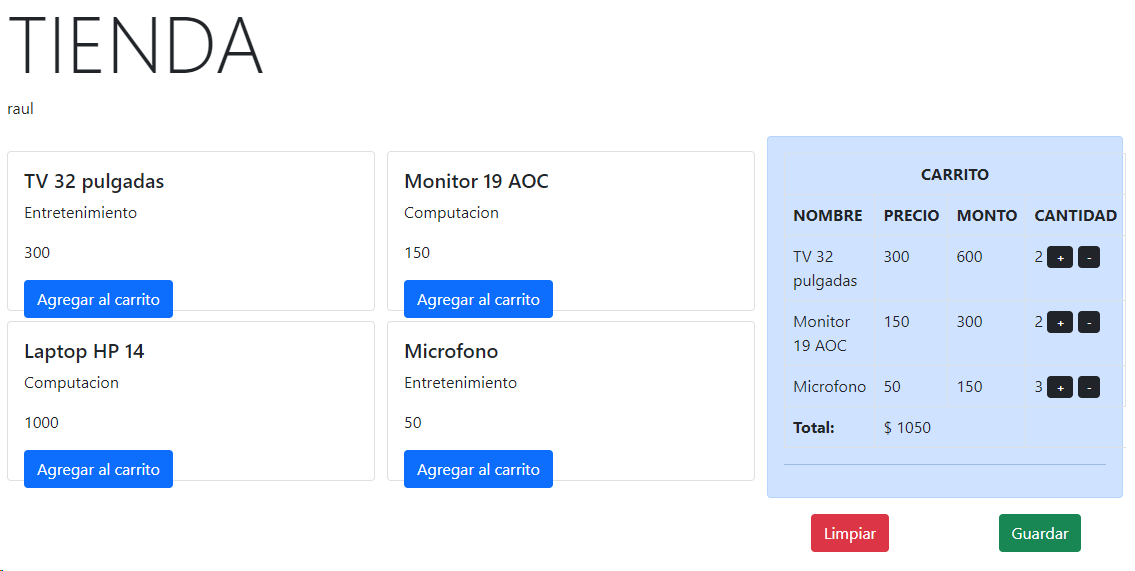 TIENDA
raul
TV 32 pulgadas
Entretenimiento
300
Agregar al carrito
Monitor 19 AOC
Computacion
150
Agregar al carrito
Laptop HP 14
Computacion
1000
Agregar al carrito
Microfono
Entretenimiento
50
Agregar al carrito
CARRITO
NOMBRE PRECIO MONTO CANTIDAD
TV 32 300 600 2 + -
pulgadas
Monitor 150 300 2 + -
19 AOC
Microfono 50 150 3 + -
Total: $ 1050
Limpiar Guardar